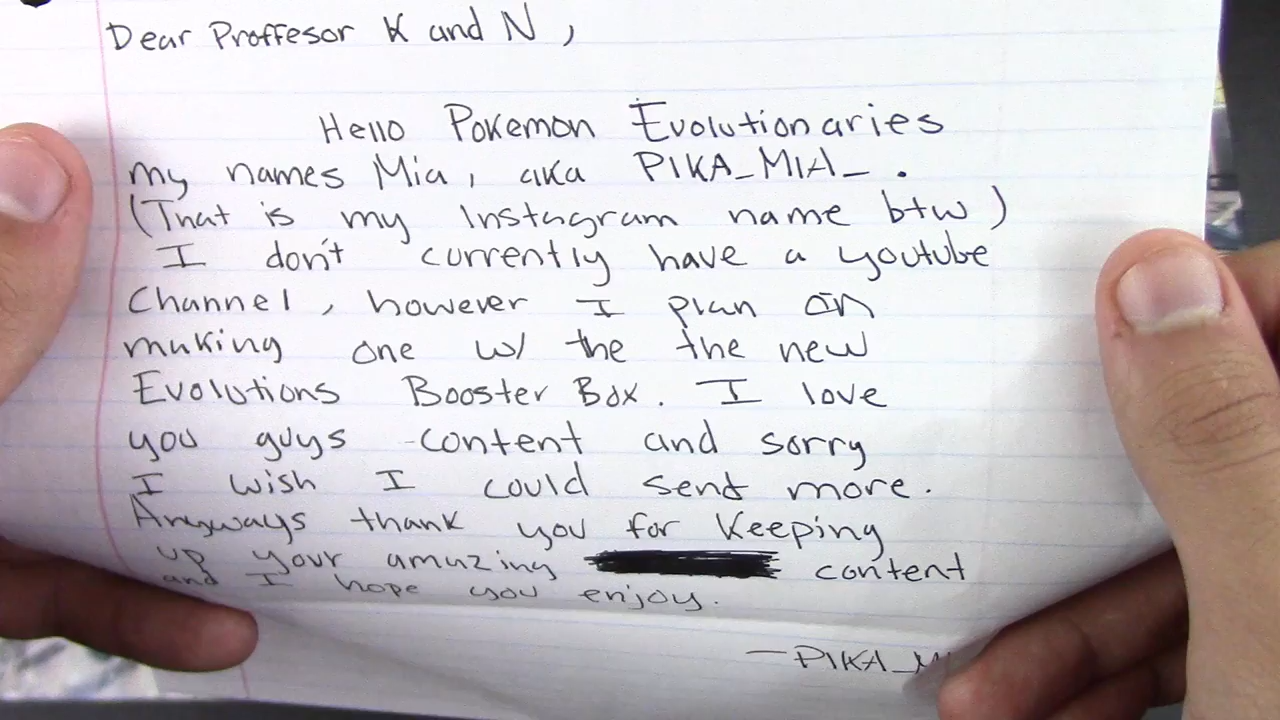 Dear Proffesor K and N,
Hello Pokemon Evolutionaries
my names Mia, aka PIKA_MIA_.
(That is my Instagram name btw)
I don't currently have a youtube
Channel, however I plan on
making one w/ the the new
Evolutions Booster Box. I love
you guys content and sorry
I wish I could send more.
Anyways thank you for keeping
up your amazing content
and I hope you enjoy.
—PIKA_M